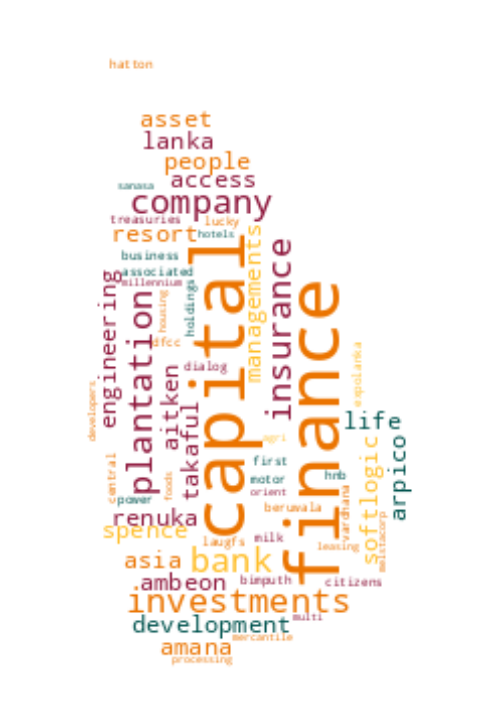 hatton
asset
lanka
people
sanasa
access
company
treasuries
lucky
resort
hotels
capital
managements
insurance
business
associated
millennium
engineering
plantation
housing
holdings
finance
dfcc
expolanka
dialog
aitken
developers
takaful
life
arpico
softlogic
agri
central
first
foods
motor
hnb
power
orient
vardhana
beruwala
renuka
melstacorp
spence
laugfs
milk
leasing
bank
asia
ambeon
bimputh
citizens
investments
multi
development
mercantile
amana
processing